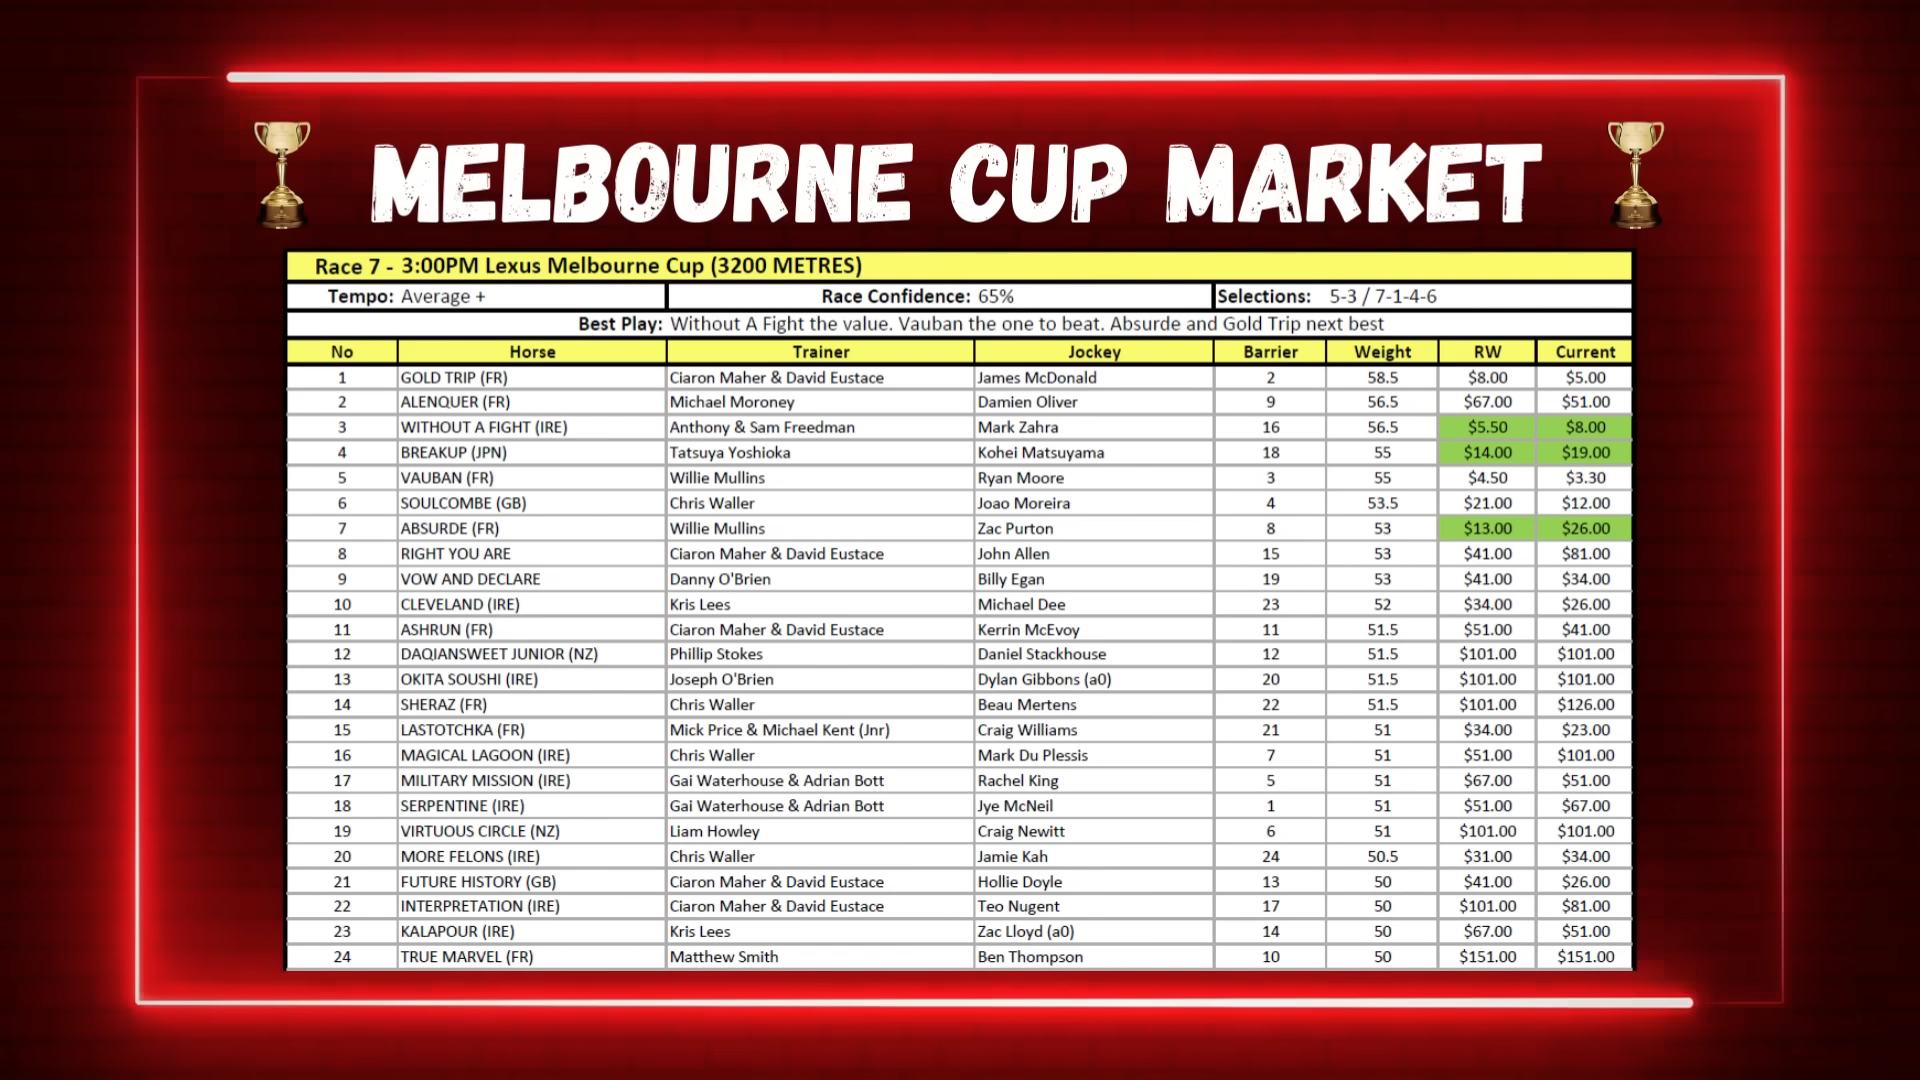 MELBOURNE CUP MARKET
Race 7 - 3:00PM Lexus Melbourne Cup (3200 METRES)
Tempo: Average + Race Confidence: 65% Selections: 5-3 / 7-1-4-6
Best Play: Without A Fight the value. Vauban the one to beat. Absurde and Gold Trip next best
No Horse Trainer Jockey Barrier Weight RW Current
1 GOLD TRIP (FR) Ciaron Maher & David Eustace James McDonald 2 58.5 $8.00 $5.00
2 ALENQUER (FR) Michael Moroney Damien Oliver 9 56.5 $67.00 $51.00
3 WITHOUT A FIGHT (IRE) Anthony & Sam Freedman Mark Zahra 16 56.5 $5.50 $8.00
4 BREAKUP (JPN) Tatsuya Yoshioka Kohei Matsuyama 18 55 $14.00 $19.00
5 VAUBAN (FR) Willie Mullins Ryan Moore 3 55 $4.50 $3.30
6 SOULCOMBE (GB) Chris Waller Joao Moreira 4 53.5 $21.00 $12.00
7 ABSURDE (FR) Willie Mullins Zac Purton 8 53 $13.00 $26.00
8 RIGHT YOU ARE Ciaron Maher & David Eustace John Allen 15 53 $41.00 $81.00
9 VOW AND DECLARE Danny O'Brien Billy Egan 19 53 $41.00 $34.00
10 CLEVELAND (IRE) Kris Lees Michael Dee 23 52 $34.00 $26.00
11 ASHRUN (FR) Ciaron Maher & David Eustace Kerrin McEvoy 11 51.5 $51.00 $41.00
12 DAQIANSWEET JUNIOR (NZ) Phillip Stokes Daniel Stackhouse 12 51.5 $101.00 $101.00
13 OKITA SOUSHI (IRE) Joseph O'Brien Dylan Gibbons (a0) 20 51.5 $101.00 $101.00
14 SHERAZ (FR) Chris Waller Beau Mertens 22 51.5 $101.00 $126.00
15 LASTOTCHKA (FR) Mick Price & Michael Kent (Jnr) Craig Williams 21 51 $34.00 $23.00
16 MAGICAL LAGOON (IRE) Chris Waller Mark Du Plessis 7 51 $51.00 $101.00
17 MILITARY MISSION (IRE) Gai Waterhouse & Adrian Bott Rachel King 5 51 $67.00 $51.00
18 SERPENTINE (IRE) Gai Waterhouse & Adrian Bott Jye McNeil 1 51 $51.00 $67.00
19 VIRTUOUS CIRCLE (NZ) Liam Howley Craig Newitt 6 51 $101.00 $101.00
20 MORE FELONS (IRE) Chris Waller Jamie Kah 24 50.5 $31.00 $34.00
21 FUTURE HISTORY (GB) Ciaron Maher & David Eustace Hollie Doyle 13 50 $41.00 $26.00
22 INTERPRETATION (IRE) Ciaron Maher & David Eustace Teo Nugent 17 50 $101.00 $81.00
23 KALAPOUR (IRE) Kris Lees Zac Lloyd (a0) 14 50 $67.00 $51.00
24 TRUE MARVEL (FR) Matthew Smith Ben Thompson 10 50 $151.00 $151.00